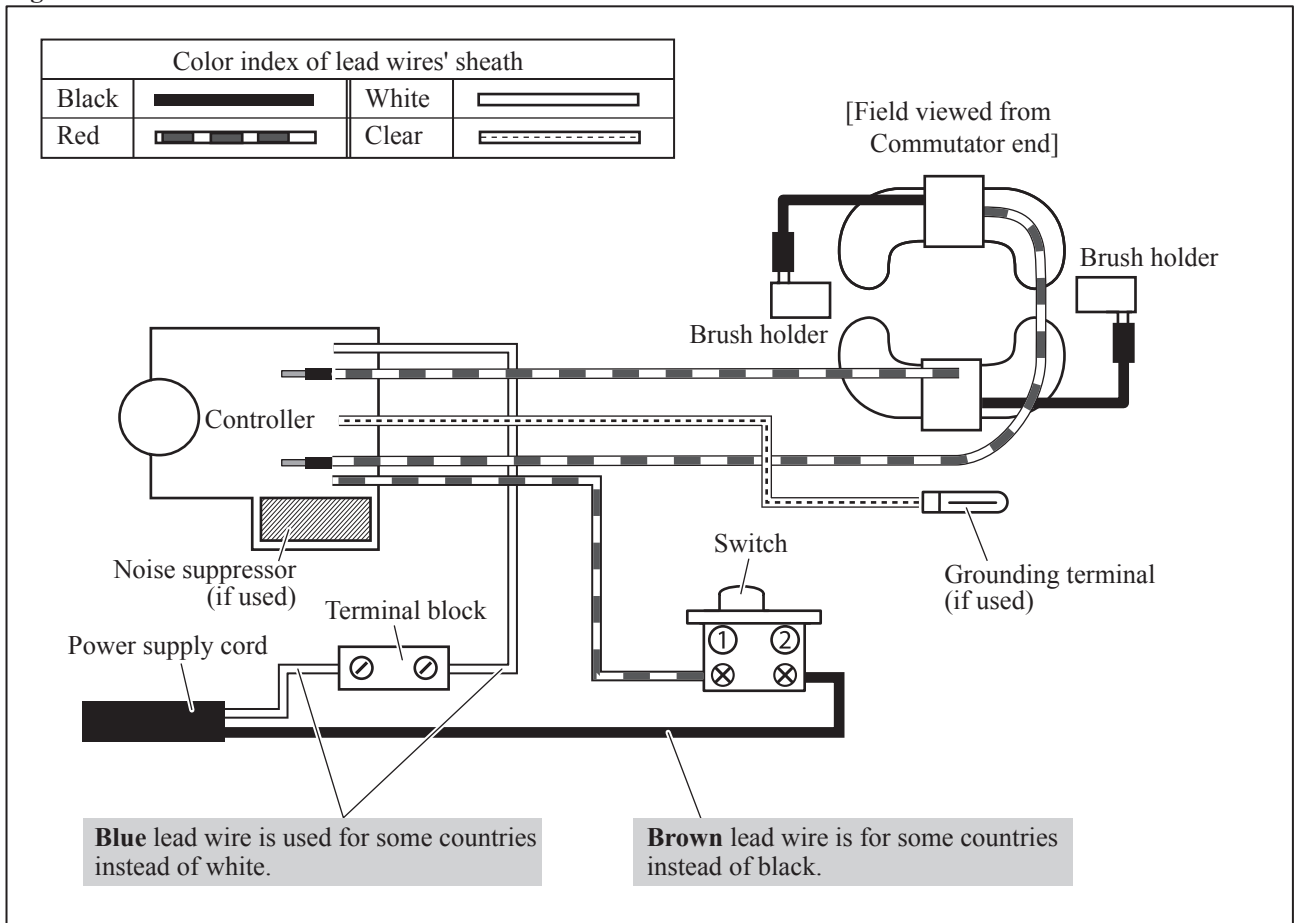 Color index of lead wires' sheath
Black
White
Red
Clear
[Field viewed from
Commutator end]
Brush holder
Brush holder
Controller
Noise suppressor
(if used)
Switch
Grounding terminal
(if used)
Terminal block
1 2
Power supply cord
Blue lead wire is used for some countries
instead of white.
Brown lead wire is for some countries
instead of black.